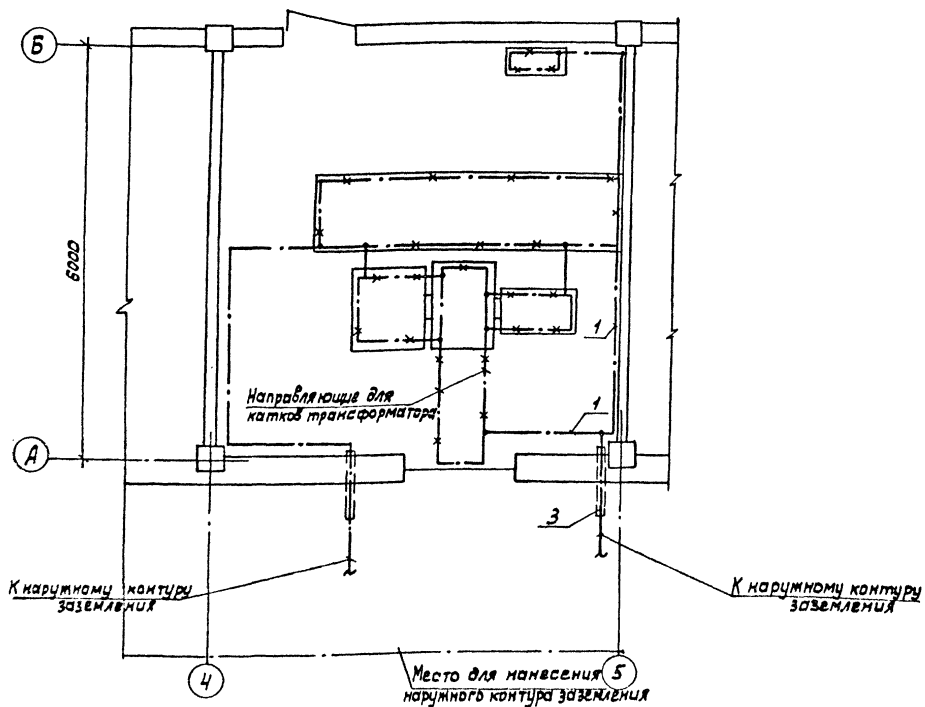 Б
6000
1
Направляющие для
катков трансформатора
1
А
3
К наружному контуру
заземления
К наружному контуру
заземления
Место для нанесения
наружного контура заземления
4
5